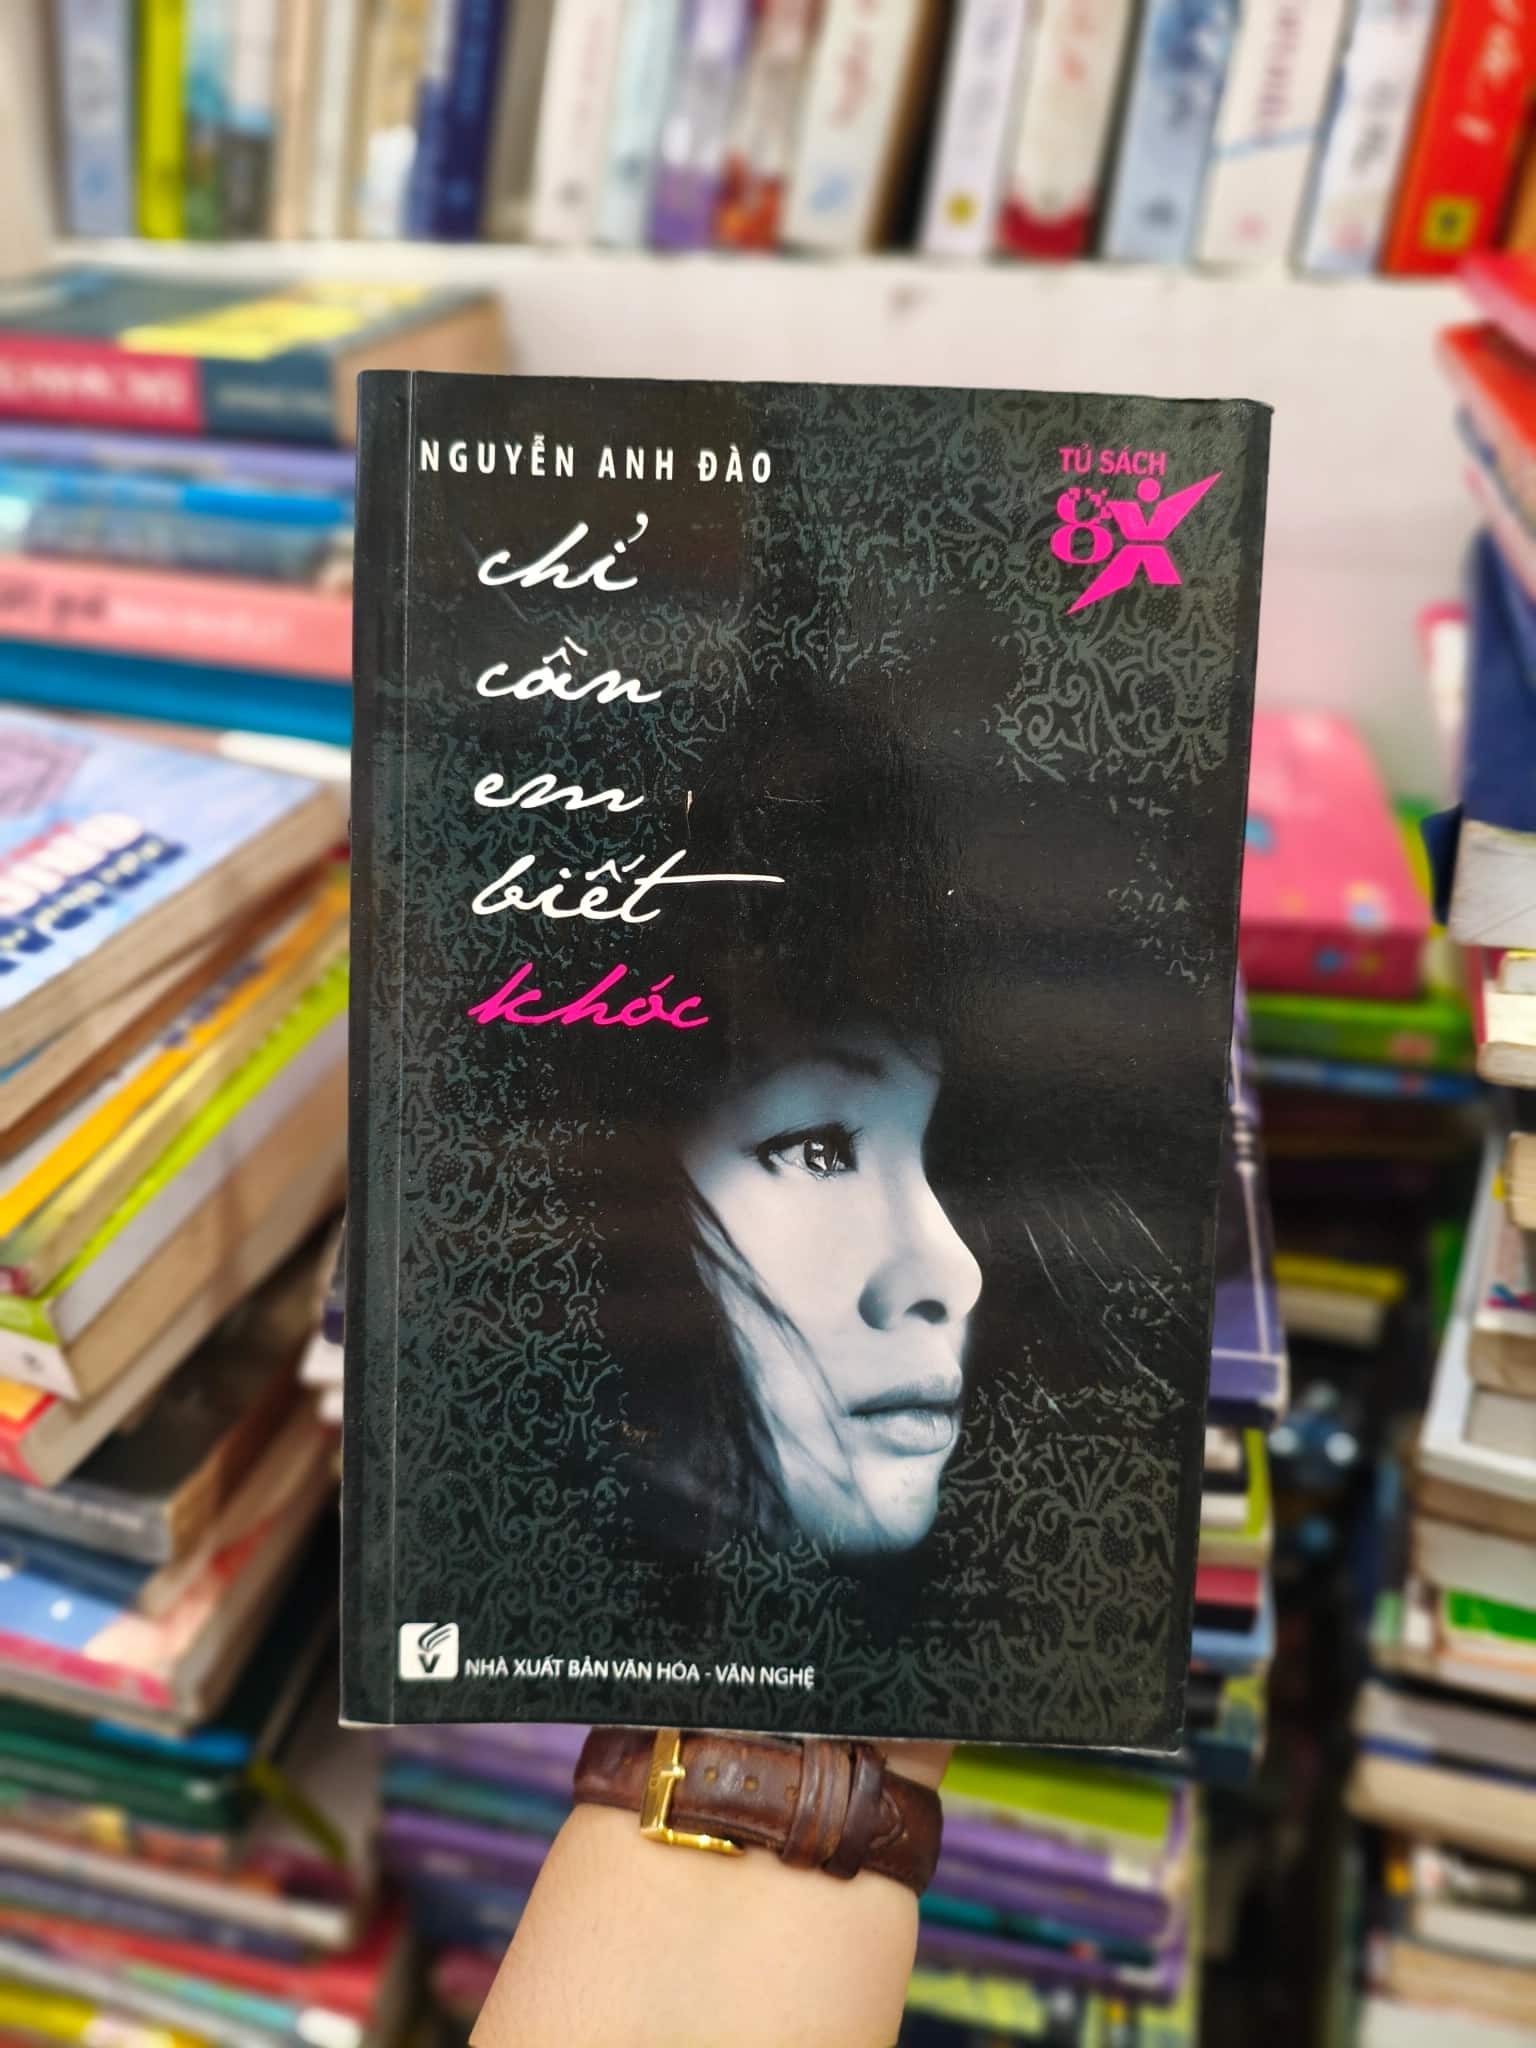 NGUYỄN ANH ĐÀO
TỦ SÁCH
8X
chỉ
cần
em
biết
khóc
NHÀ XUẤT BẢN VĂN HÓA - VĂN NGHỆ